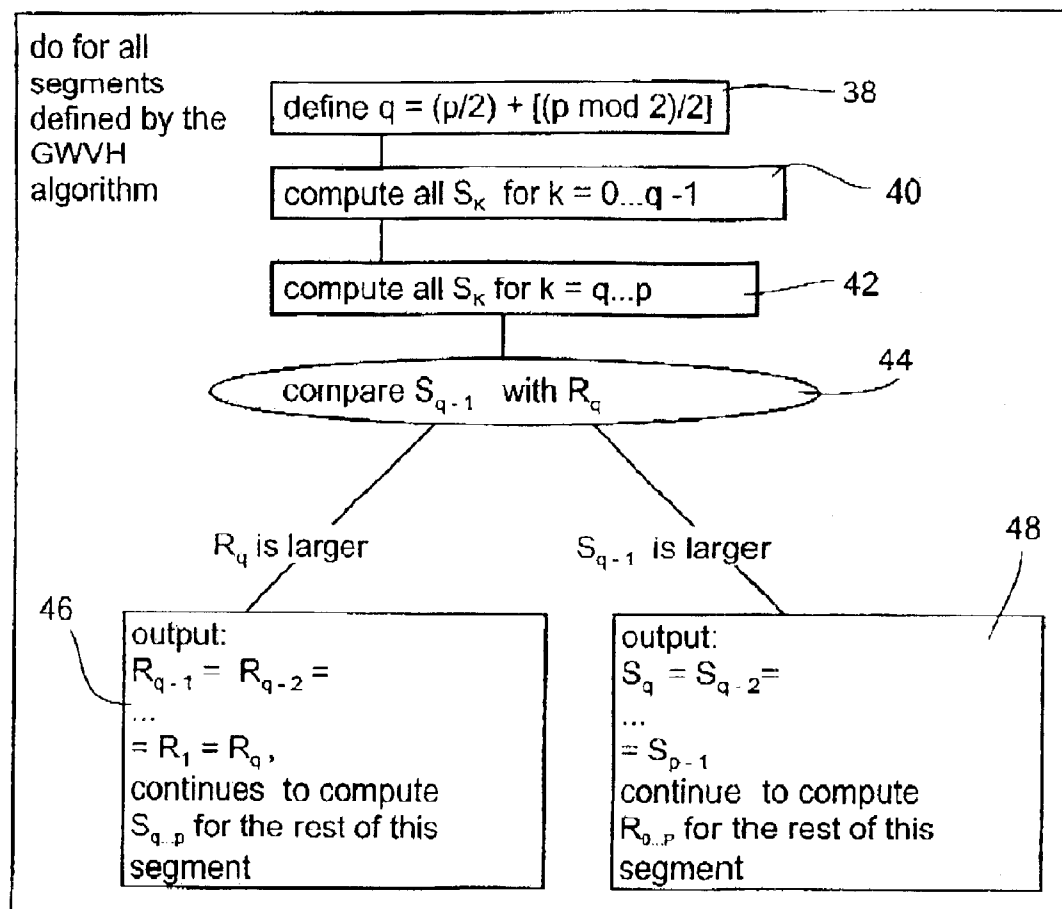 do for all
segments
defined by the
GWVH
algorithm
define q = (p/2) + [(p mod 2)/2]
38
compute all S_K for k = 0...q -1
40
compute all S_K for k = q...p
42
compare S_q-1 with R_q
44
R_q is larger
S_q-1 is larger
46
output:
R_q-1 = R_q-2 =
...
= R_1 = R_q,
continues to compute
S_q...p for the rest of this
segment
48
output:
S_q = S_q-2=
...
= S_p-1
continue to compute
R_0...P for the rest of this
segment